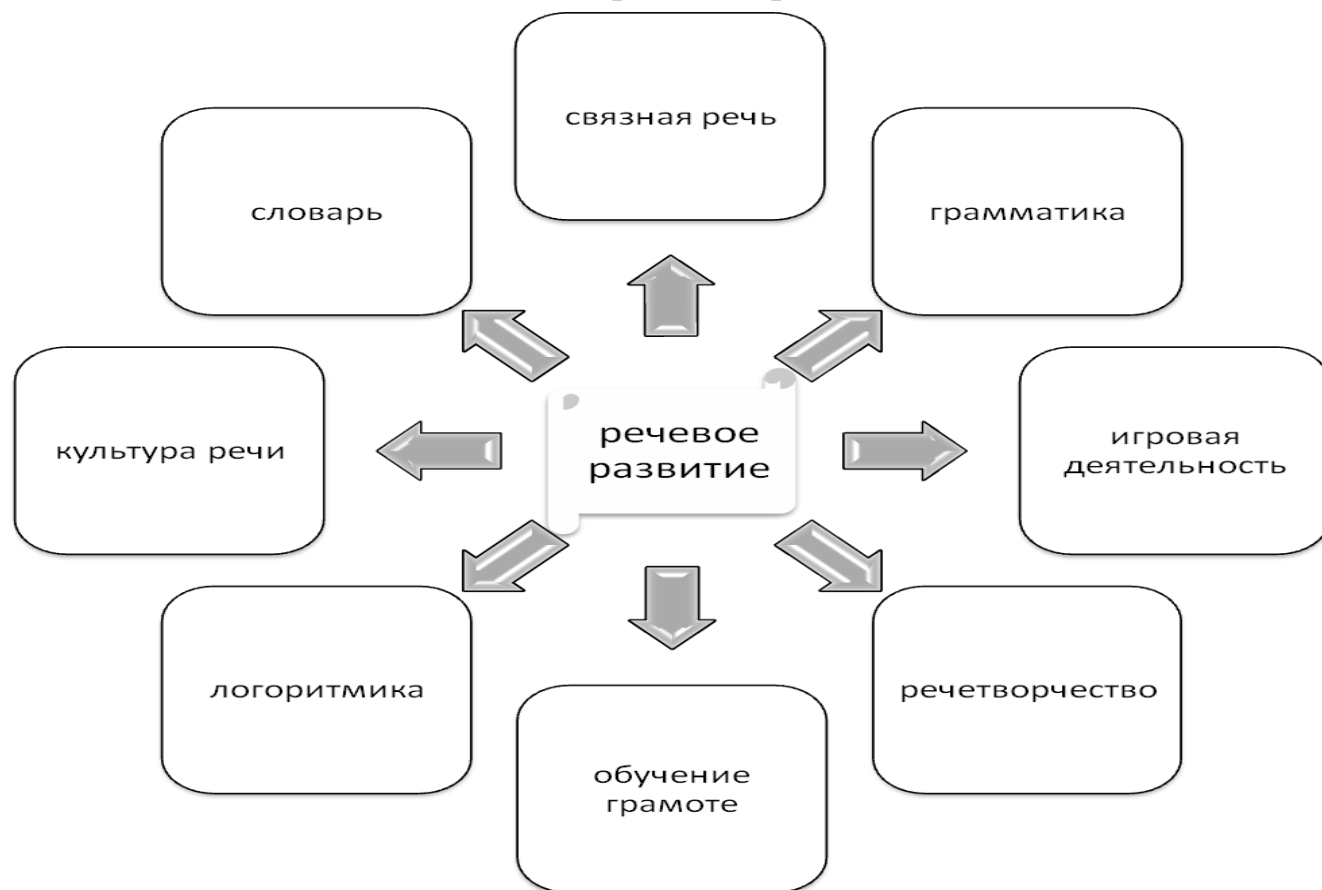 связная речь
словарь
грамматика
культура речи
речевое
развитие
игровая
деятельность
логоритмика
речетворчество
обучение
грамоте